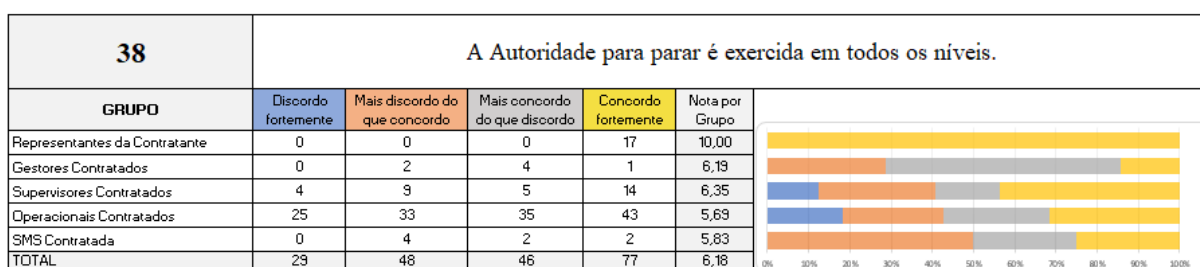 38
A Autoridade para parar é exercida em todos os níveis.
GRUPO Discordo fortemente Mais discordo do que concordo Mais concordo do que discordo Concordo fortemente Nota por Grupo
Representantes da Contratante 0 0 0 17 10,00
Gestores Contratados 0 2 4 1 6,19
Supervisores Contratados 4 9 5 14 6,35
Operacionais Contratados 25 33 35 43 5,69
SMS Contratada 0 4 2 2 5,83
TOTAL 29 48 46 77 6,18
0% 10% 20% 30% 40% 50% 60% 70% 80% 90% 100%